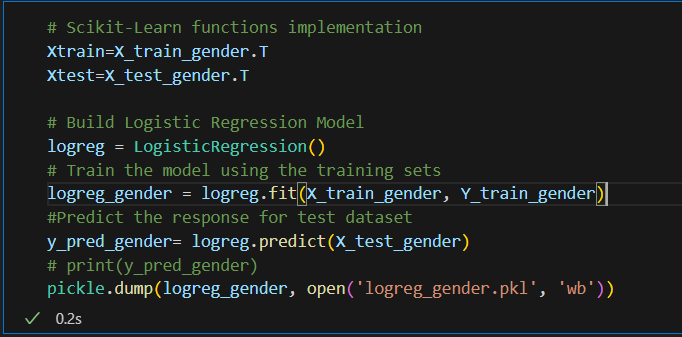 # Scikit-Learn functions implementation
Xtrain=X_train_gender.T
Xtest=X_test_gender.T
# Build Logistic Regression Model
logreg = LogisticRegression()
# Train the model using the training sets
logreg_gender = logreg.fit(X_train_gender, Y_train_gender)
#Predict the response for test dataset
y_pred_gender= logreg.predict(X_test_gender)
# print(y_pred_gender)
pickle.dump(logreg_gender, open('logreg_gender.pkl', 'wb'))
0.2s